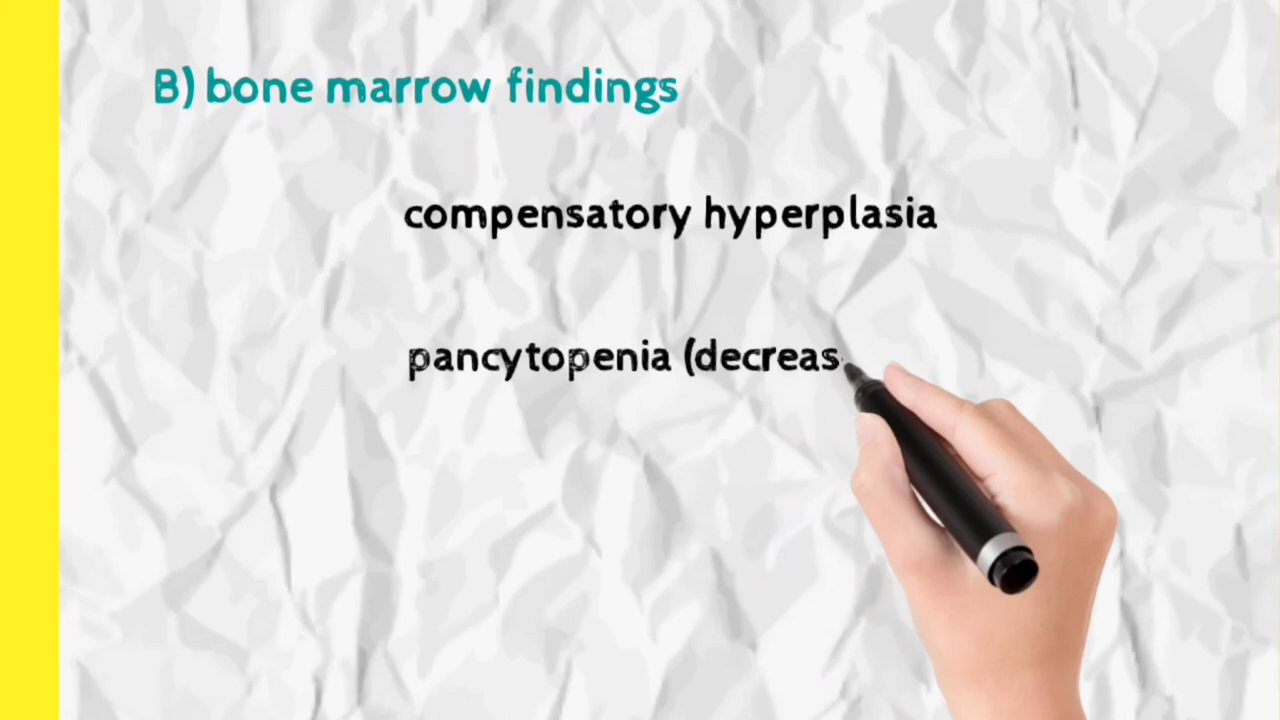 B) bone marrow findings
compensatory hyperplasia
pancytopenia (decreas